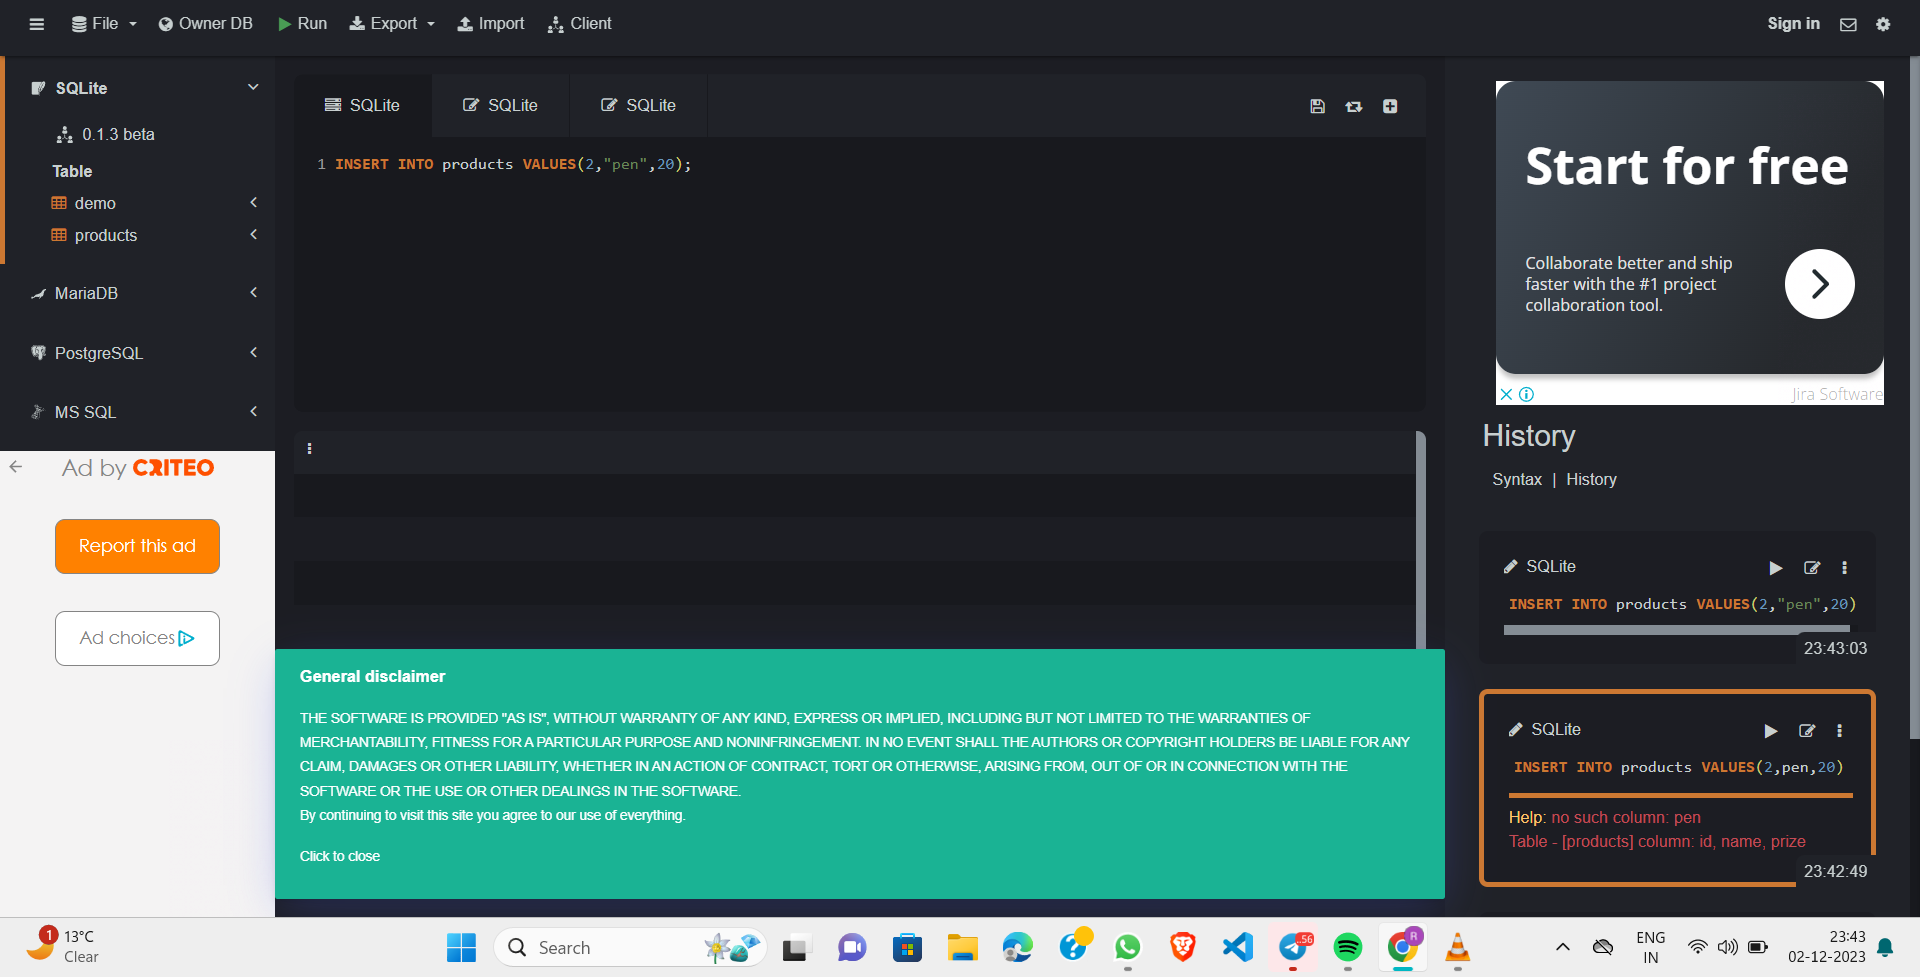 File
Owner DB
Run
Export
Import
Client
Sign in
SQLite
0.1.3 beta
Table
demo
products
MariaDB
PostgreSQL
MS SQL
Ad by CRITEO
Report this ad
Ad choices
SQLite
SQLite
SQLite
1 INSERT INTO products VALUES(2,"pen",20);
General disclaimer
THE SOFTWARE IS PROVIDED "AS IS", WITHOUT WARRANTY OF ANY KIND, EXPRESS OR IMPLIED, INCLUDING BUT NOT LIMITED TO THE WARRANTIES OF
MERCHANTABILITY, FITNESS FOR A PARTICULAR PURPOSE AND NONINFRINGEMENT. IN NO EVENT SHALL THE AUTHORS OR COPYRIGHT HOLDERS BE LIABLE FOR ANY
CLAIM, DAMAGES OR OTHER LIABILITY, WHETHER IN AN ACTION OF CONTRACT, TORT OR OTHERWISE, ARISING FROM, OUT OF OR IN CONNECTION WITH THE
SOFTWARE OR THE USE OR OTHER DEALINGS IN THE SOFTWARE.
By continuing to visit this site you agree to our use of everything.
Click to close
Start for free
Collaborate better and ship
faster with the #1 project
collaboration tool.
Jira Software
History
Syntax | History
SQLite
INSERT INTO products VALUES(2,"pen",20)
23:43:03
SQLite
INSERT INTO products VALUES(2,pen,20)
Help: no such column: pen
Table - [products] column: id, name, prize
23:42:49
1
13°C
Clear
Search
..56
R
ENG
IN
23:43
02-12-2023